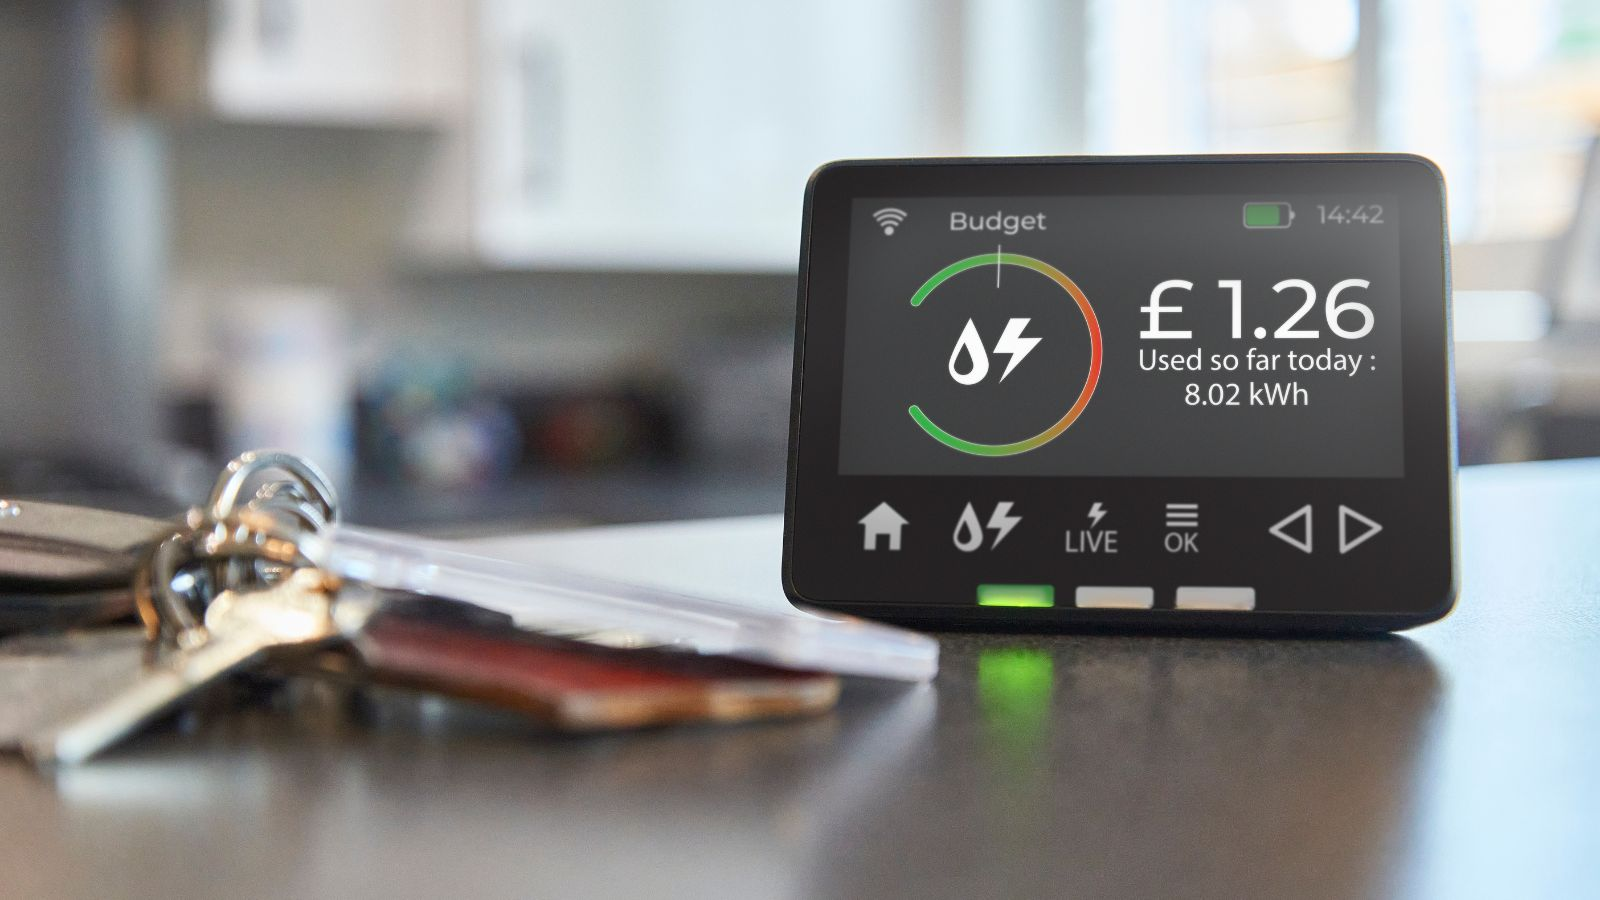 Budget
14:42
£ 1.26
Used so far today :
8.02 kWh
LIVE
OK